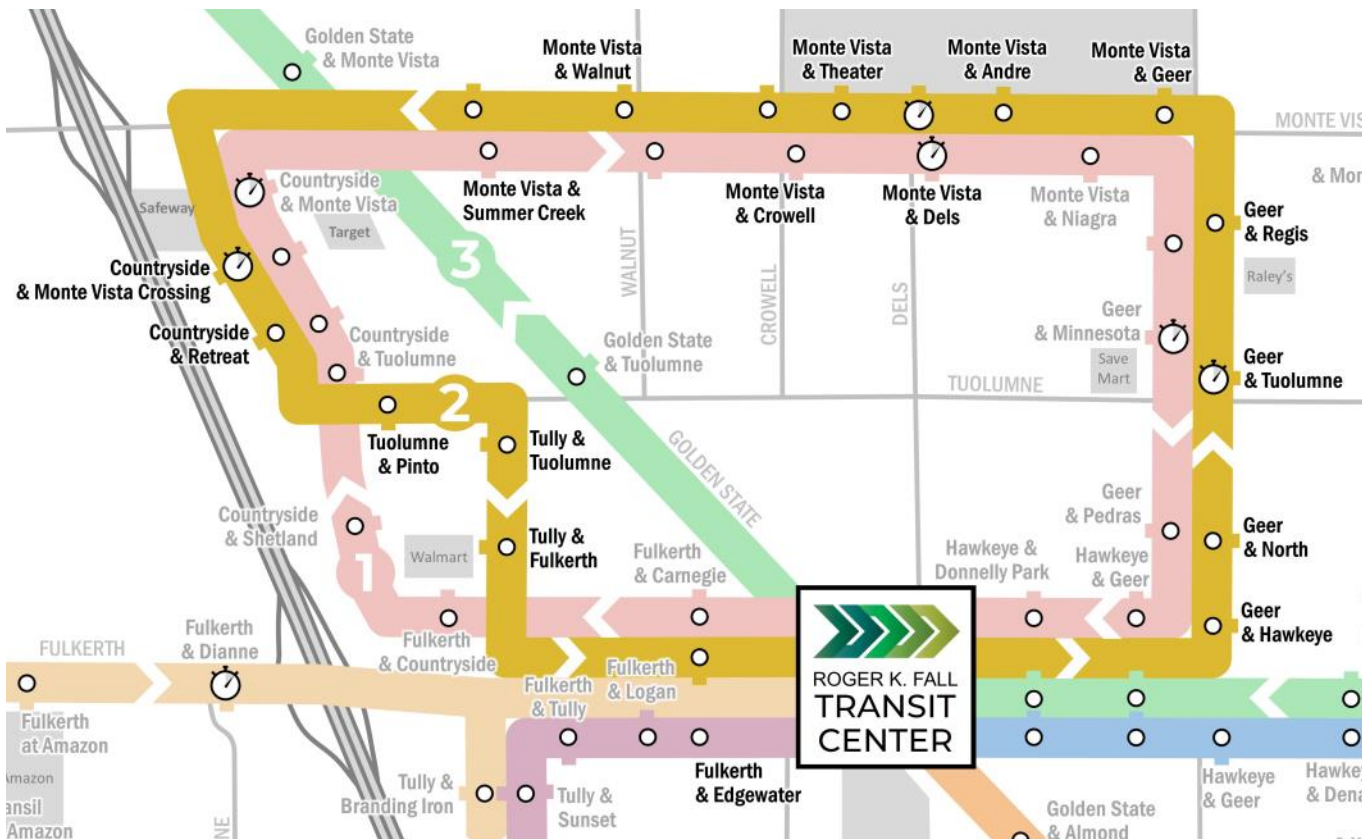 Golden State
& Monte Vista
Monte Vista
& Walnut
Monte Vista
& Theater
Monte Vista
& Andre
Monte Vista
& Geer
MONTE VIS
Countryside
& Monte Vista
Safeway
Target
Monte Vista &
Summer Creek
Monte Vista
& Crowell
Monte Vista
& Dels
Monte Vista
& Niagra
& Mon
Geer
& Regis
Raley's
3
WALNUT
CROWELL
DELS
Countryside
& Monte Vista Crossing
Countryside
& Retreat
Countryside
& Tuolumne
Golden State
& Tuolumne
Geer
& Minnesota
Save
Mart
Geer
& Tuolumne
TUOLUMNE
2
Tuolumne
& Pinto
Tully &
Tuolumne
GOLDEN STATE
Countryside
& Shetland
Walmart
Tully &
Fulkerth
Geer
& Pedras
Geer
& North
1
Fulkerth
& Carnegie
Hawkeye &
Donnelly Park
Hawkeye
& Geer
Geer
& Hawkeye
ROGER K. FALL
TRANSIT
CENTER
FULKERTH
Fulkerth
& Dianne
Fulkerth
& Countryside
Fulkerth
& Tully
Fulkerth
& Logan
Fulkerth
at Amazon
Amazon
ansil
Amazon
NE
Tully &
Branding Iron
Tully &
Sunset
Fulkerth
& Edgewater
Golden State
& Almond
Hawkeye
& Geer
Hawkey
& Dena